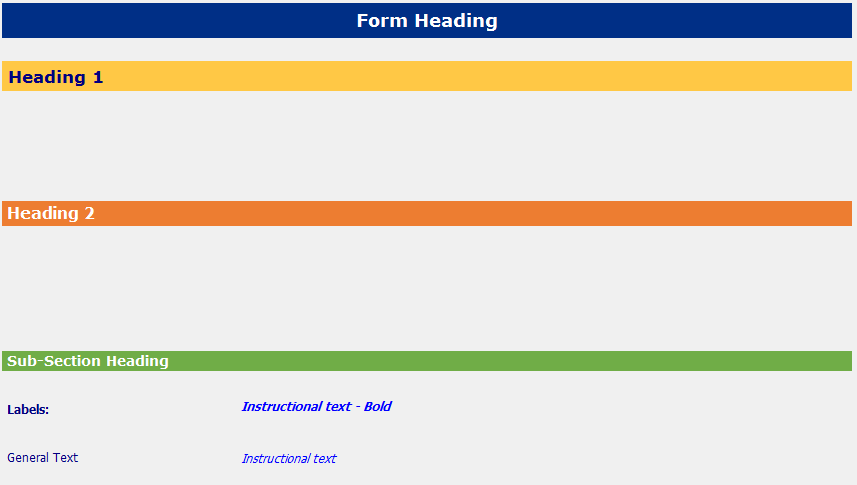 Form Heading
Heading 1
Heading 2
Sub-Section Heading
Labels:
Instructional text - Bold
General Text
Instructional text